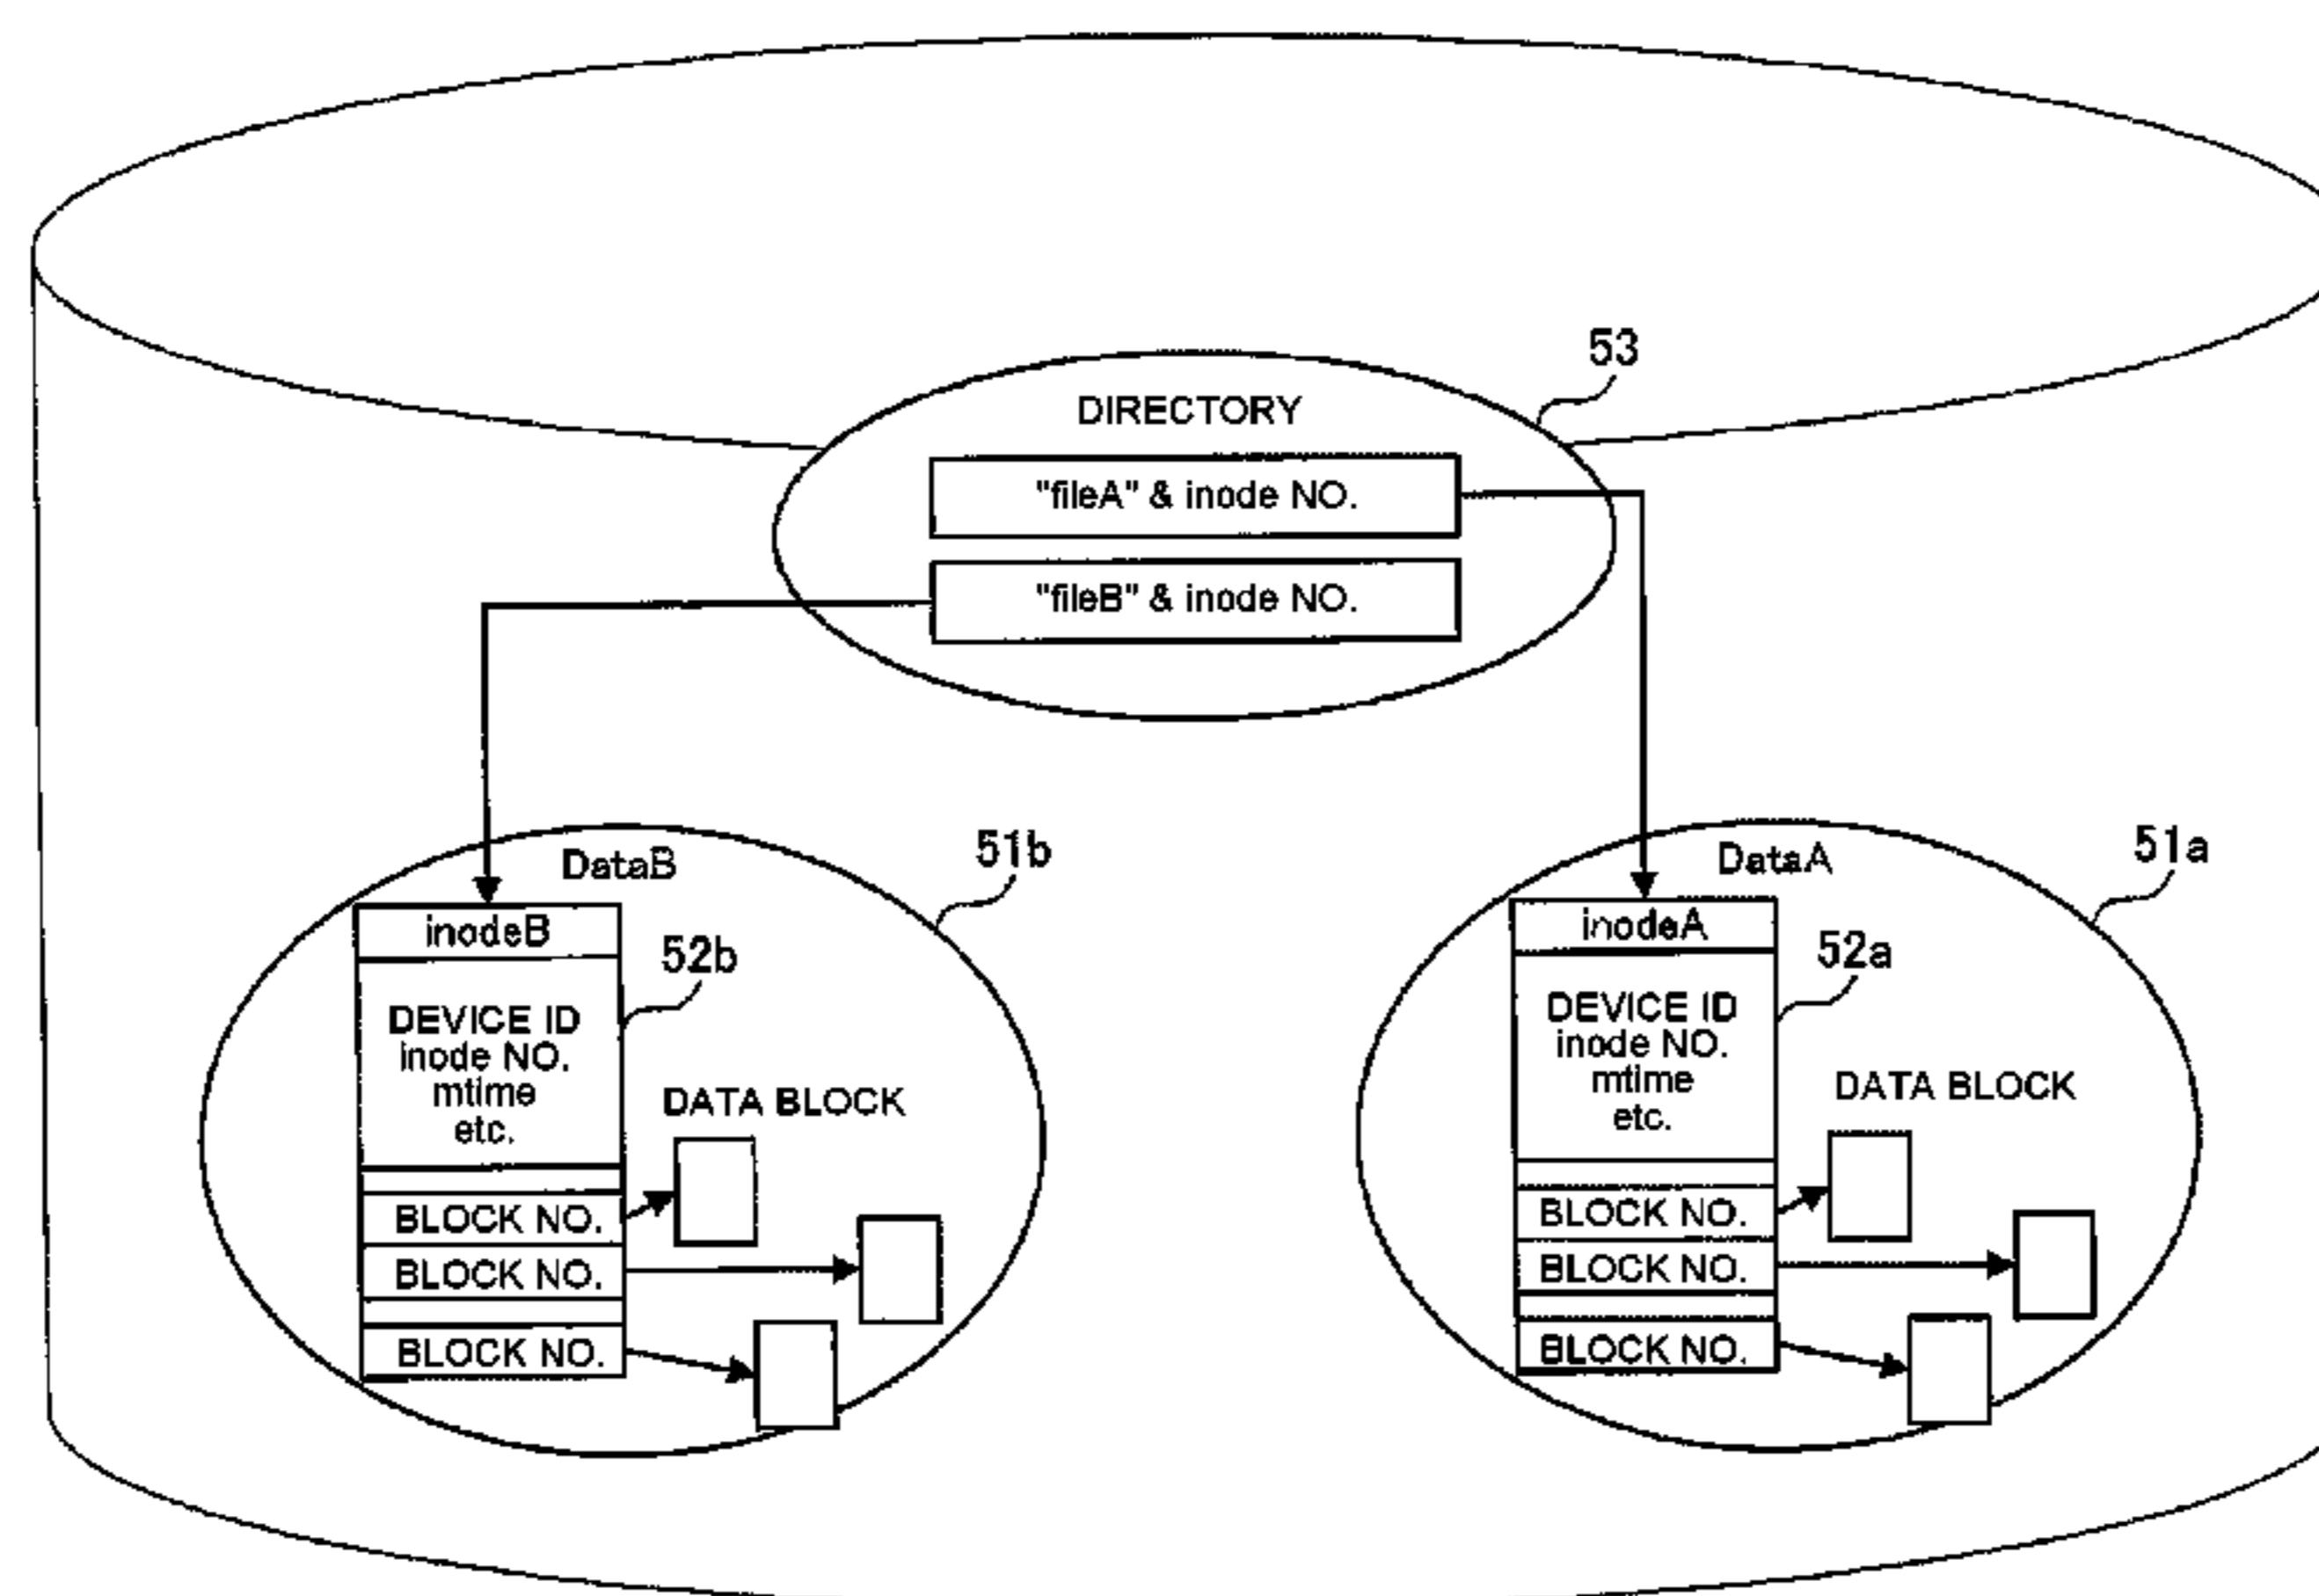 53
DIRECTORY
"fileA" & inode NO.
"fileB" & inode NO.
DataB
51b
inodeB
52b
DEVICE ID
inode NO.
mtime
etc.
DATA BLOCK
BLOCK NO.
BLOCK NO.
BLOCK NO.
DataA
51a
inodeA
52a
DEVICE ID
inode NO.
mtime
etc.
DATA BLOCK
BLOCK NO.
BLOCK NO.
BLOCK NO.